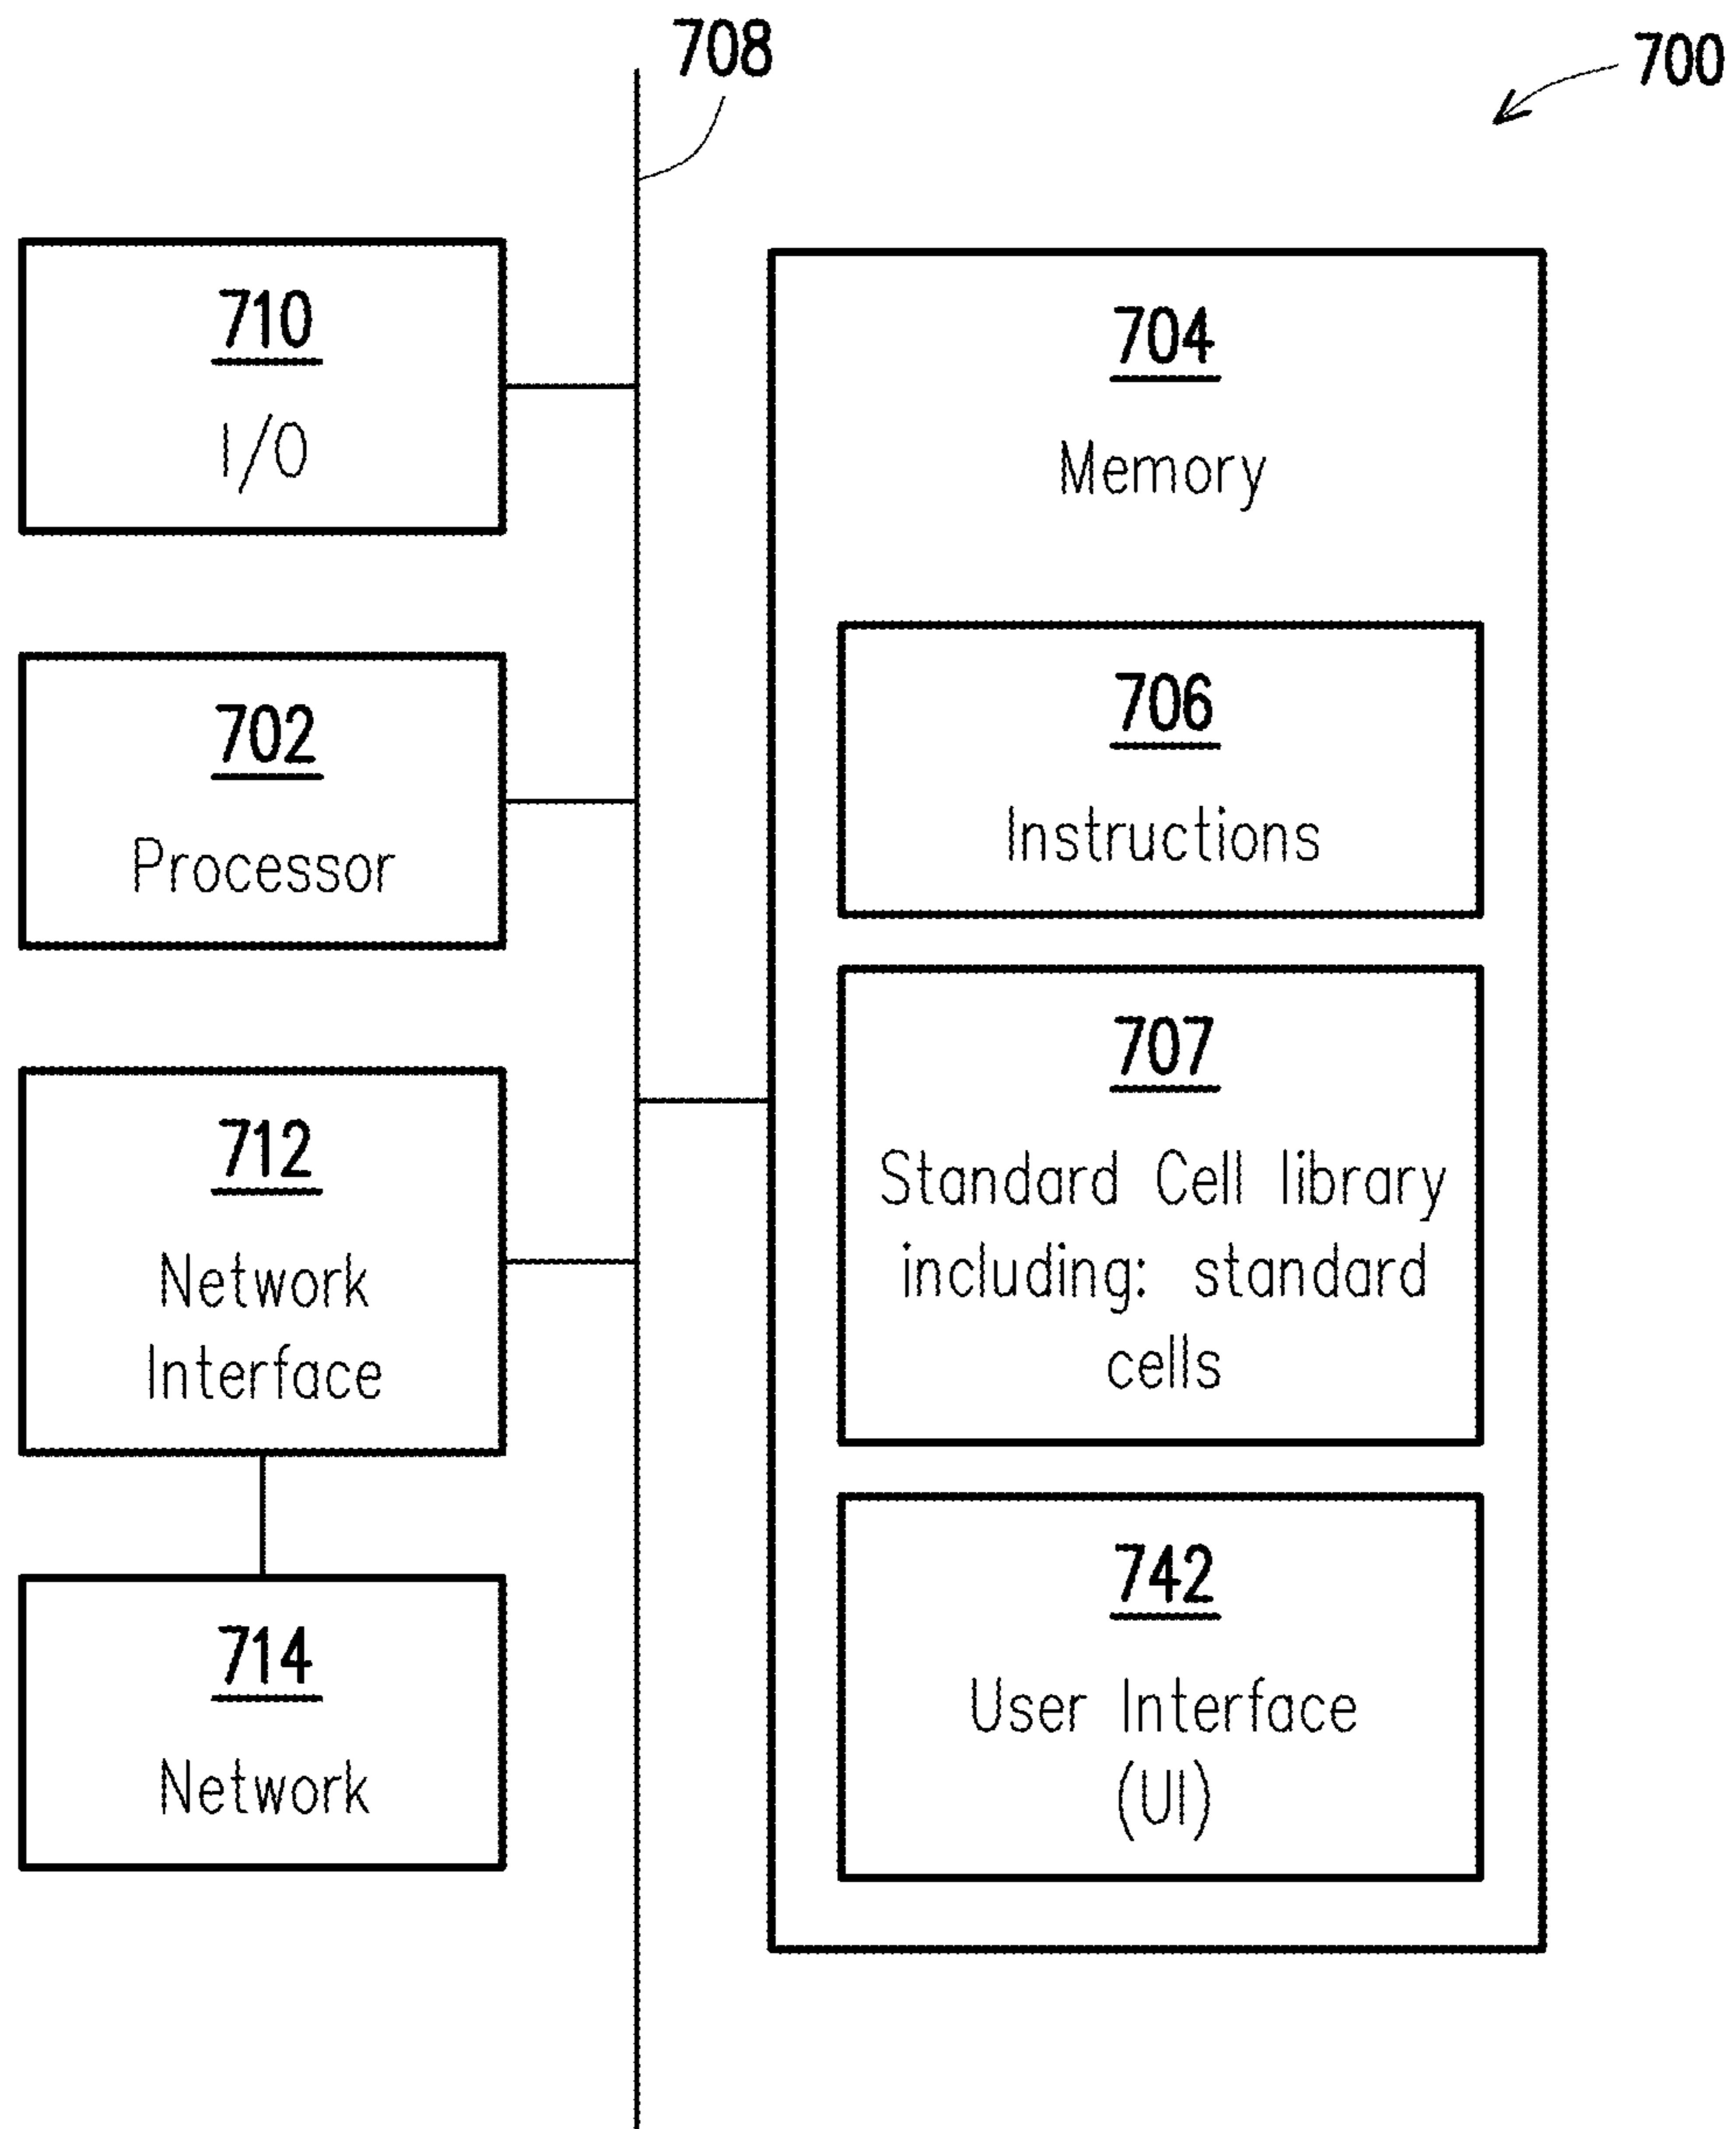 708
700
710
I/O
702
Processor
712
Network
Interface
714
Network
704
Memory
706
Instructions
707
Standard Cell library
including: standard
cells
742
User Interface
(UI)